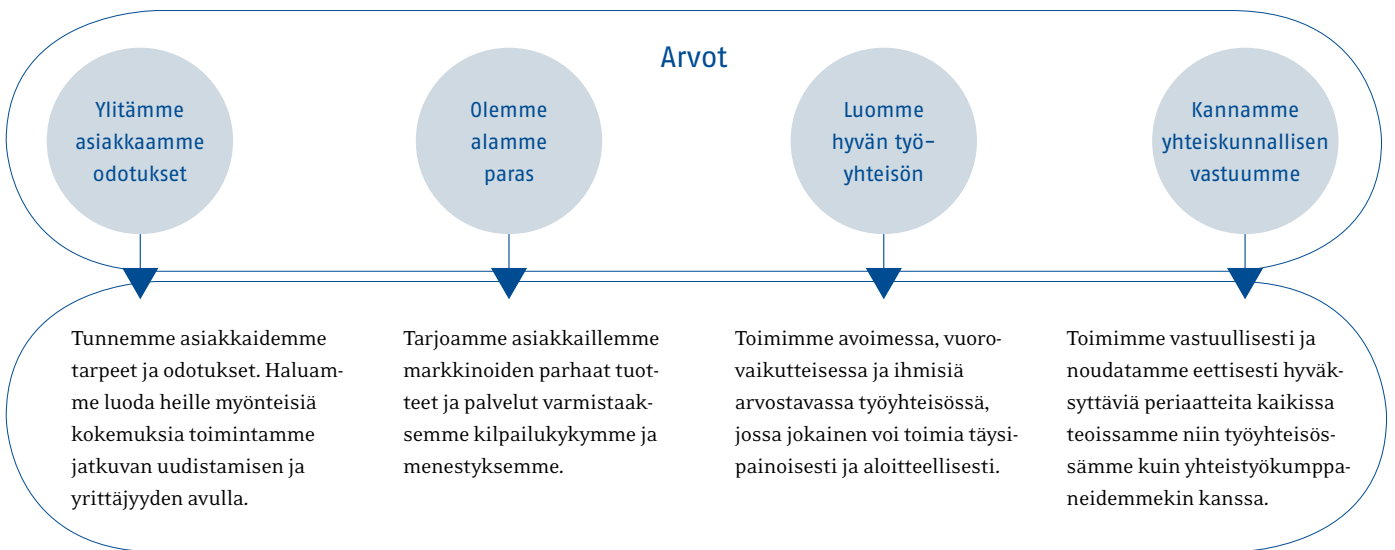 Arvot
Ylitämme
asiakkaamme
odotukset
Olemme
alamme
paras
Luomme
hyvän työ-
yhteisön
Kannamme
yhteiskunnallisen
vastuumme
Tunnemme asiakkaidemme
tarpeet ja odotukset. Haluam-
me luoda heille myönteisiä
kokemuksia toimintamme
jatkuvan uudistamisen ja
yrittäjyyden avulla.
Tarjoamme asiakkaillemme
markkinoiden parhaat tuot-
teet ja palvelut varmistaak-
semme kilpailukykymme ja
menestyksemme.
Toimimme avoimessa, vuoro-
vaikutteisessa ja ihmisiä
arvostavassa työyhteisössä,
jossa jokainen voi toimia täysi-
painoisesti ja aloitteellisesti.
Toimimme vastuullisesti ja
noudatamme eettisesti hyväk-
syttäviä periaatteita kaikissa
teoissamme niin työyhteisös-
sämme kuin yhteistyökumppa-
neidemmekin kanssa.